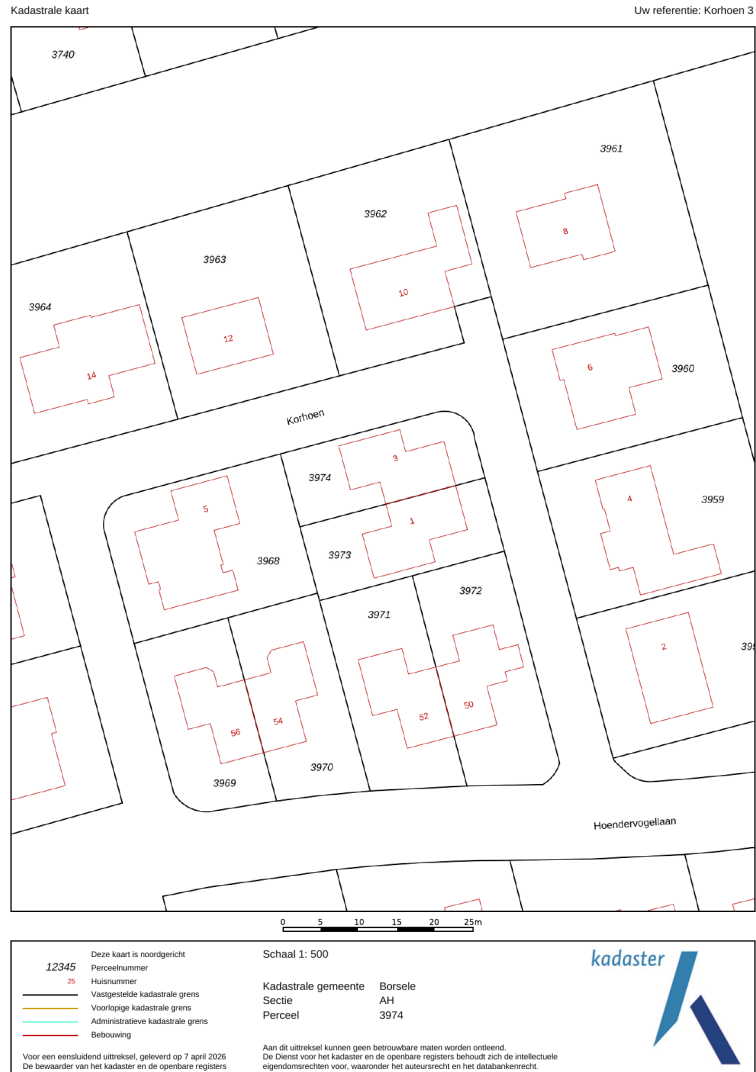 Kadastrale kaart
Uw referentie: Korhoen 3
3740
3961
3962
8
3963
3964
10
12
14
6
3960
Korhoen
3
3974
5
4
3959
1
3973
3968
3972
3971
2
50
52
54
56
3970
3969
Hoendervogellaan
0 5 10 15 20 25m
Deze kaart is noordgericht
12345 Perceelnummer
25 Huisnummer
Vastgestelde kadastrale grens
Voorlopige kadastrale grens
Administratieve kadastrale grens
Bebouwing
Voor een eensluidend uittreksel, geleverd op 7 april 2026
De bewaarder van het kadaster en de openbare registers
Schaal 1: 500
Kadastrale gemeente Borsele
Sectie AH
Perceel 3974
Aan dit uittreksel kunnen geen betrouwbare maten worden ontleend.
De Dienst voor het kadaster en de openbare registers behoudt zich de intellectuele
eigendomsrechten voor, waaronder het auteursrecht en het databankenrecht.
kadaster